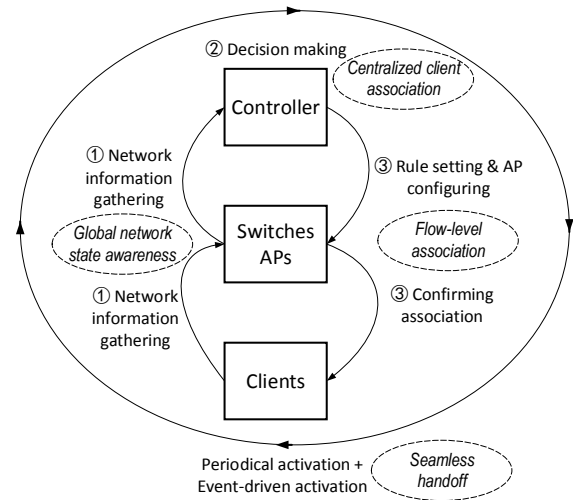 ② Decision making
Centralized client
association
Controller
① Network
information
gathering
③ Rule setting & AP
configuring
Global network
state awareness
Switches
APs
Flow-level
association
① Network
information
gathering
③ Confirming
association
Clients
Periodical activation +
Event-driven activation
Seamless
handoff